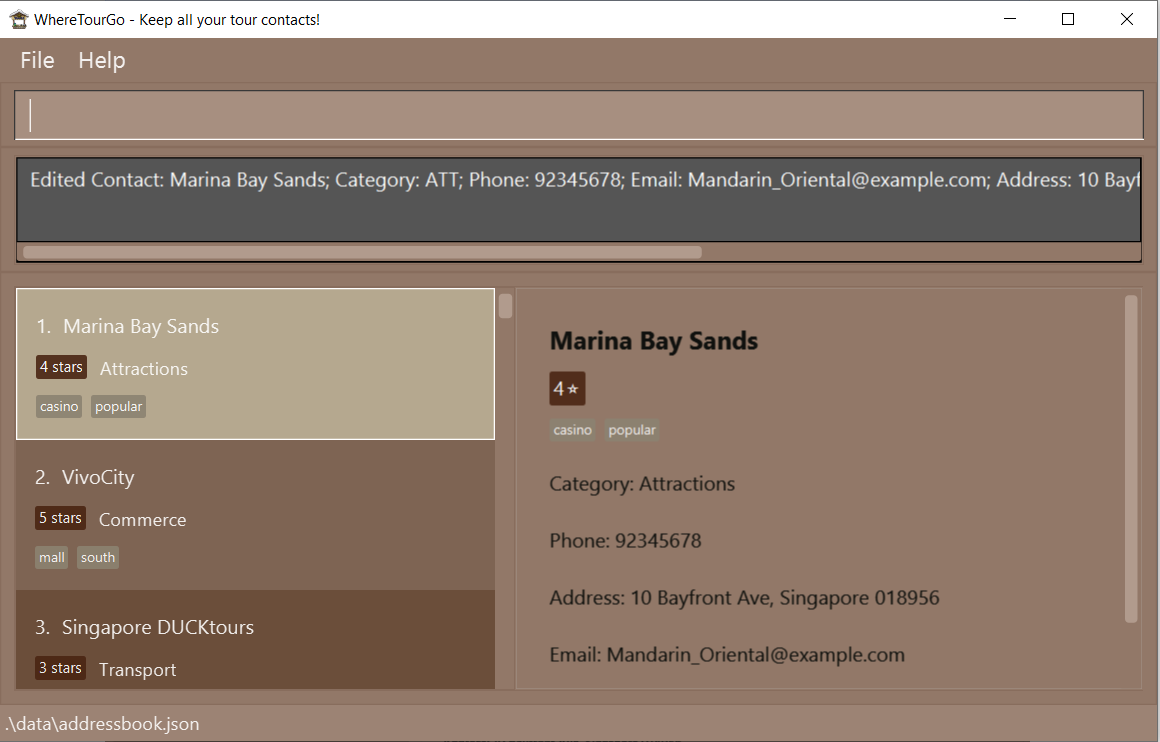 WhereTourGo - Keep all your tour contacts!
File Help
Edited Contact: Marina Bay Sands; Category: ATT; Phone: 92345678; Email: Mandarin_Oriental@example.com; Address: 10 Bayf
1. Marina Bay Sands
4 stars Attractions
casino popular
2. VivoCity
5 stars Commerce
mall south
3. Singapore DUCKtours
3 stars Transport
Marina Bay Sands
4⭐
casino popular
Category: Attractions
Phone: 92345678
Address: 10 Bayfront Ave, Singapore 018956
Email: Mandarin_Oriental@example.com
.\data\addressbook.json